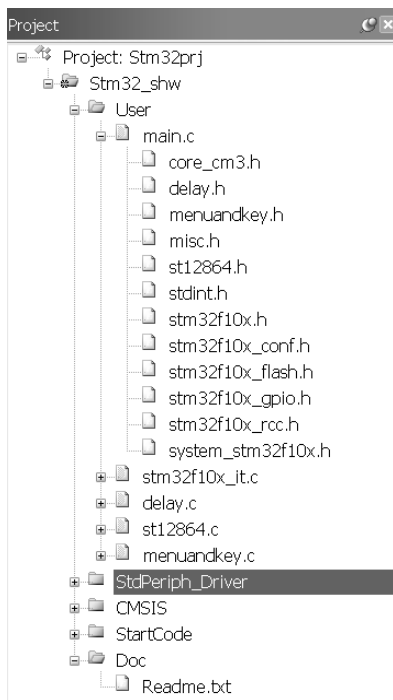 Project
Project: Stm32prj
Stm32_shw
User
main.c
core_cm3.h
delay.h
menuandkey.h
misc.h
st12864.h
stdint.h
stm32f10x.h
stm32f10x_conf.h
stm32f10x_flash.h
stm32f10x_gpio.h
stm32f10x_rcc.h
system_stm32f10x.h
stm32f10x_it.c
delay.c
st12864.c
menuandkey.c
StdPeriph_Driver
CMSIS
StartCode
Doc
Readme.txt